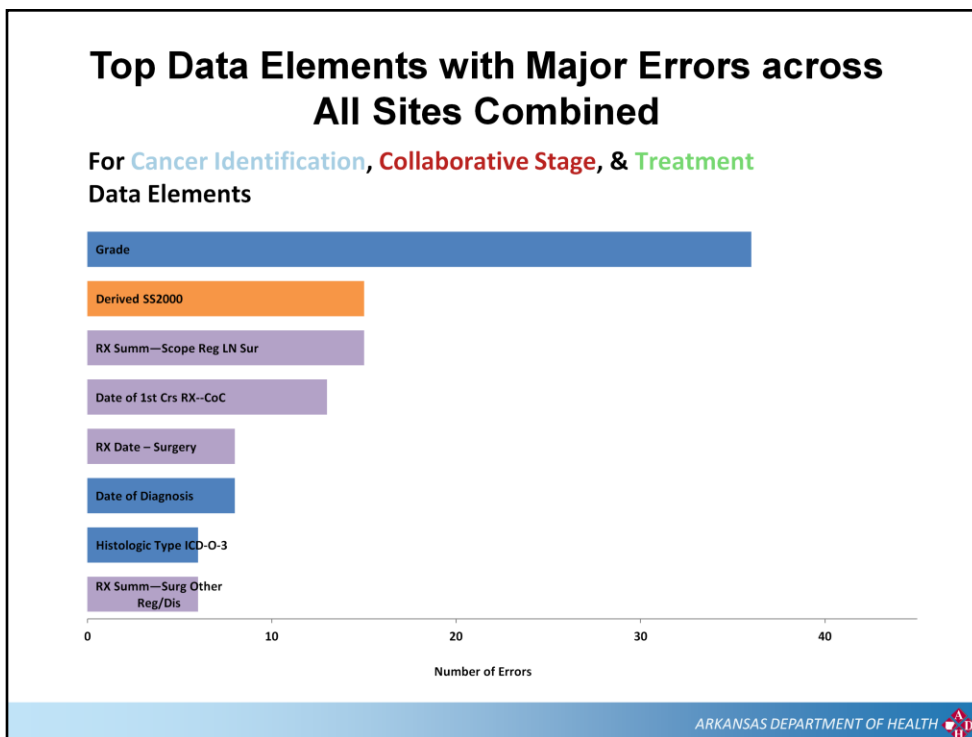 Top Data Elements with Major Errors across
All Sites Combined
For Cancer Identification, Collaborative Stage, & Treatment
Data Elements
Grade
Derived SS2000
RX Summ—Scope Reg LN Sur
Date of 1st Crs RX--CoC
RX Date – Surgery
Date of Diagnosis
Histologic Type ICD-O-3
RX Summ—Surg Other
Reg/Dis
0 10 20 30 40
Number of Errors
ARKANSAS DEPARTMENT OF HEALTH
A
D
H